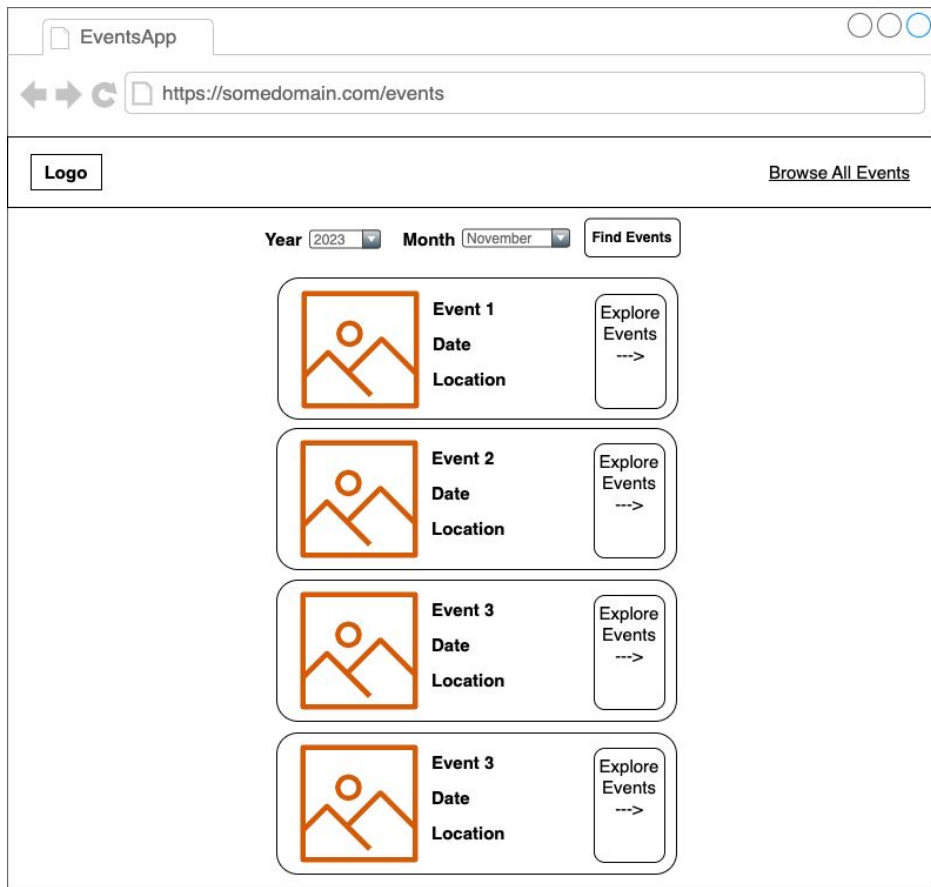 EventsApp
https://somedomain.com/events
Logo
Browse All Events
Year 2023 Month November Find Events
Event 1
Date
Location
Explore
Events
--->
Event 2
Date
Location
Explore
Events
--->
Event 3
Date
Location
Explore
Events
--->
Event 3
Date
Location
Explore
Events
--->